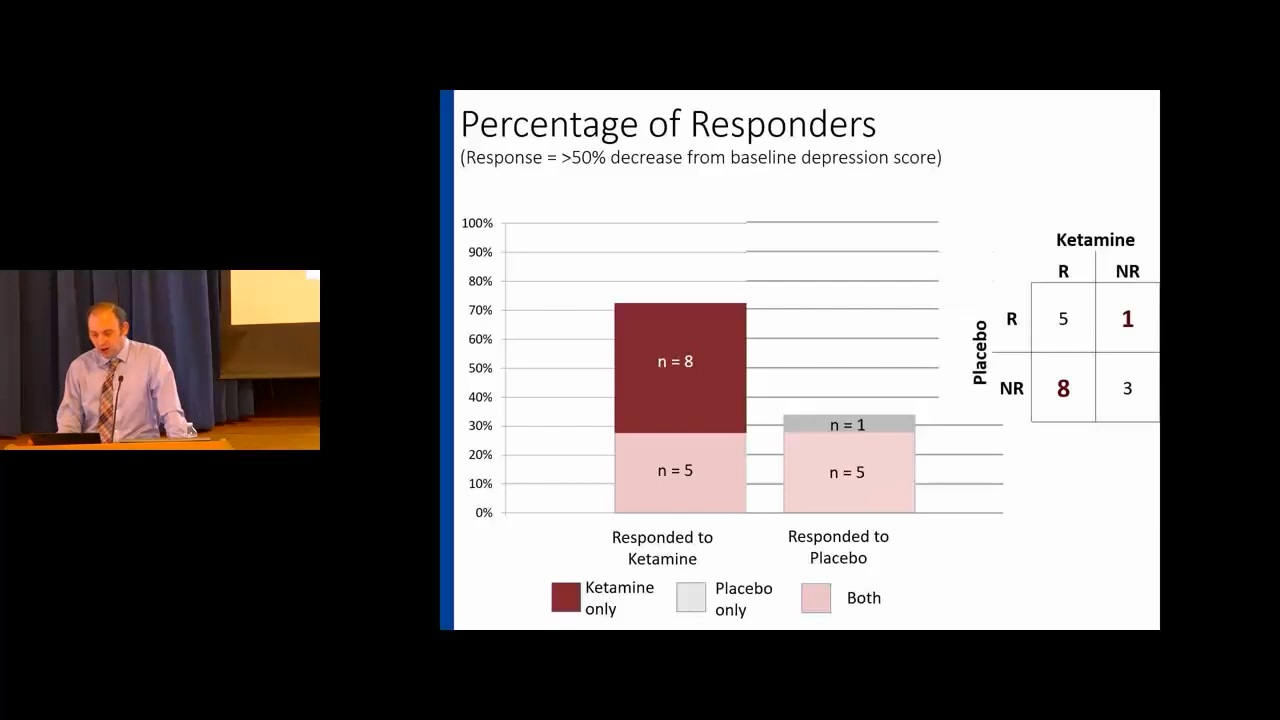 Percentage of Responders
(Response = >50% decrease from baseline depression score)
100%
90%
80%
70%
60%
50%
40%
30%
20%
10%
0%
n = 8
n = 5
n = 1
n = 5
Responded to
Ketamine
Responded to
Placebo
Ketamine
only
Placebo
only
Both
Ketamine
R NR
Placebo
R 5 1
NR 8 3